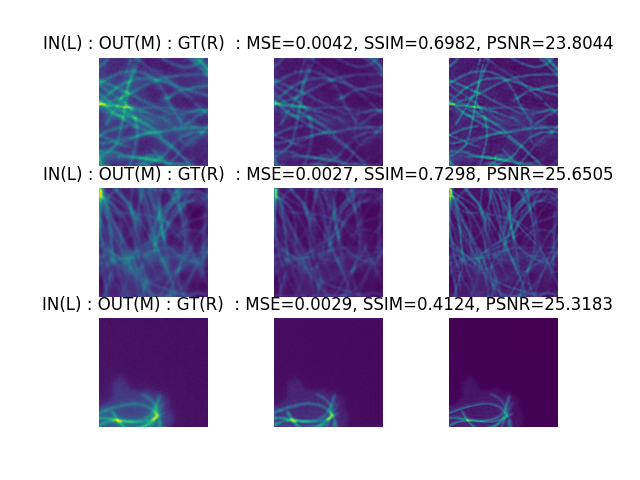 IN(L) : OUT(M) : GT(R)  : MSE=0.0042, SSIM=0.6982, PSNR=23.8044
IN(L) : OUT(M) : GT(R)  : MSE=0.0027, SSIM=0.7298, PSNR=25.6505
IN(L) : OUT(M) : GT(R)  : MSE=0.0029, SSIM=0.4124, PSNR=25.3183